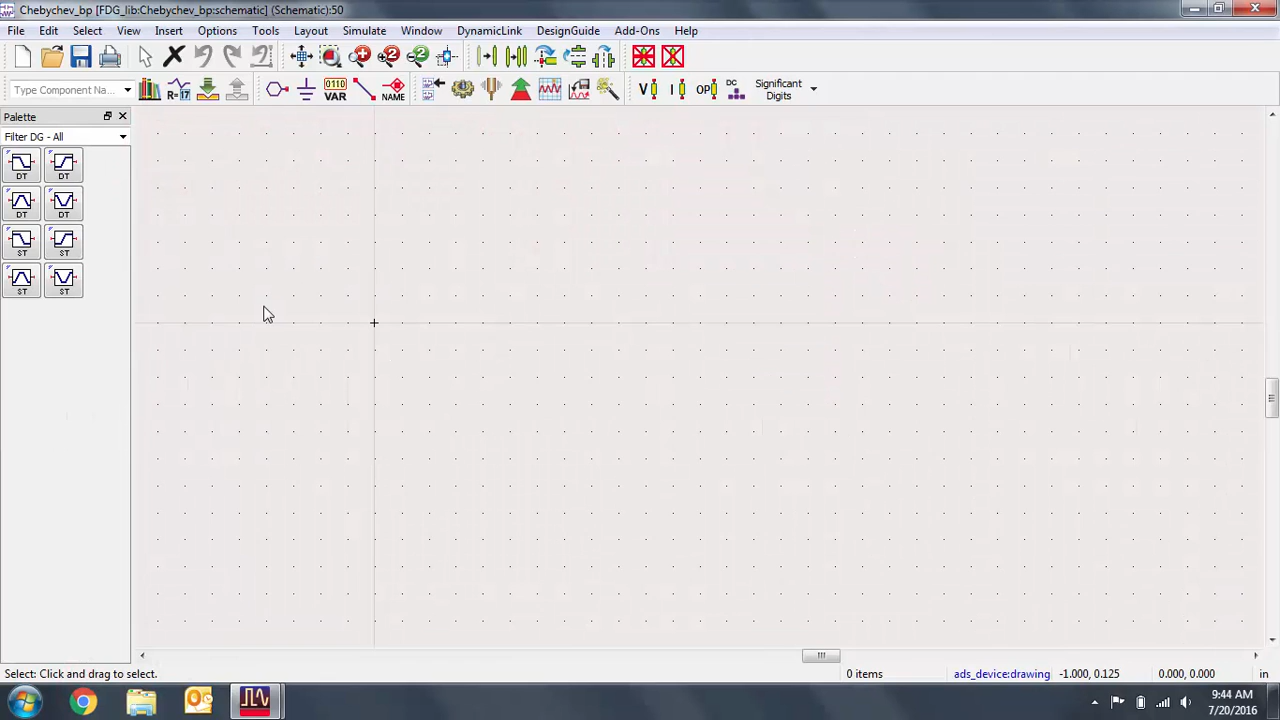 Chebychev_bp [FDG_lib:Chebychev_bp:schematic] (Schematic):50
File Edit Select View Insert Options Tools Layout Simulate Window DynamicLink DesignGuide Add-Ons Help
Type Component Na...
R=17
0110
VAR
NAME
V
I
OP
DC
Significant
Digits
Palette
Filter DG - All
DT DT
DT DT
ST ST
ST ST
Select: Click and drag to select.
0 items
ads_device:drawing
-1.000, 0.125
0.000, 0.000
in
9:44 AM
7/20/2016